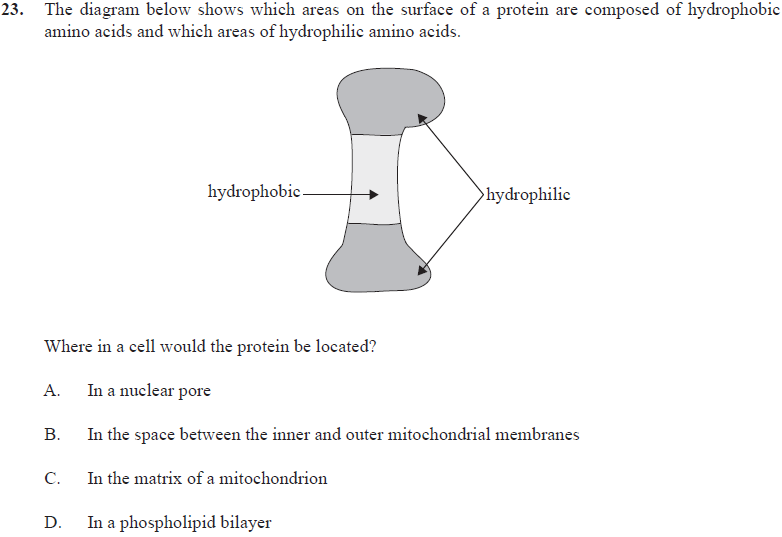 23. The diagram below shows which areas on the surface of a protein are composed of hydrophobic
amino acids and which areas of hydrophilic amino acids.
hydrophobic
hydrophilic
Where in a cell would the protein be located?
A. In a nuclear pore
B. In the space between the inner and outer mitochondrial membranes
C. In the matrix of a mitochondrion
D. In a phospholipid bilayer